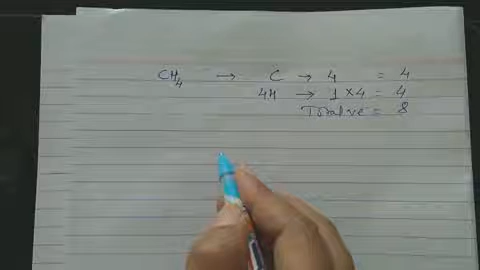 CH₄ → C → 4 = 4
4H → 1 × 4 = 4
Total ve = 8